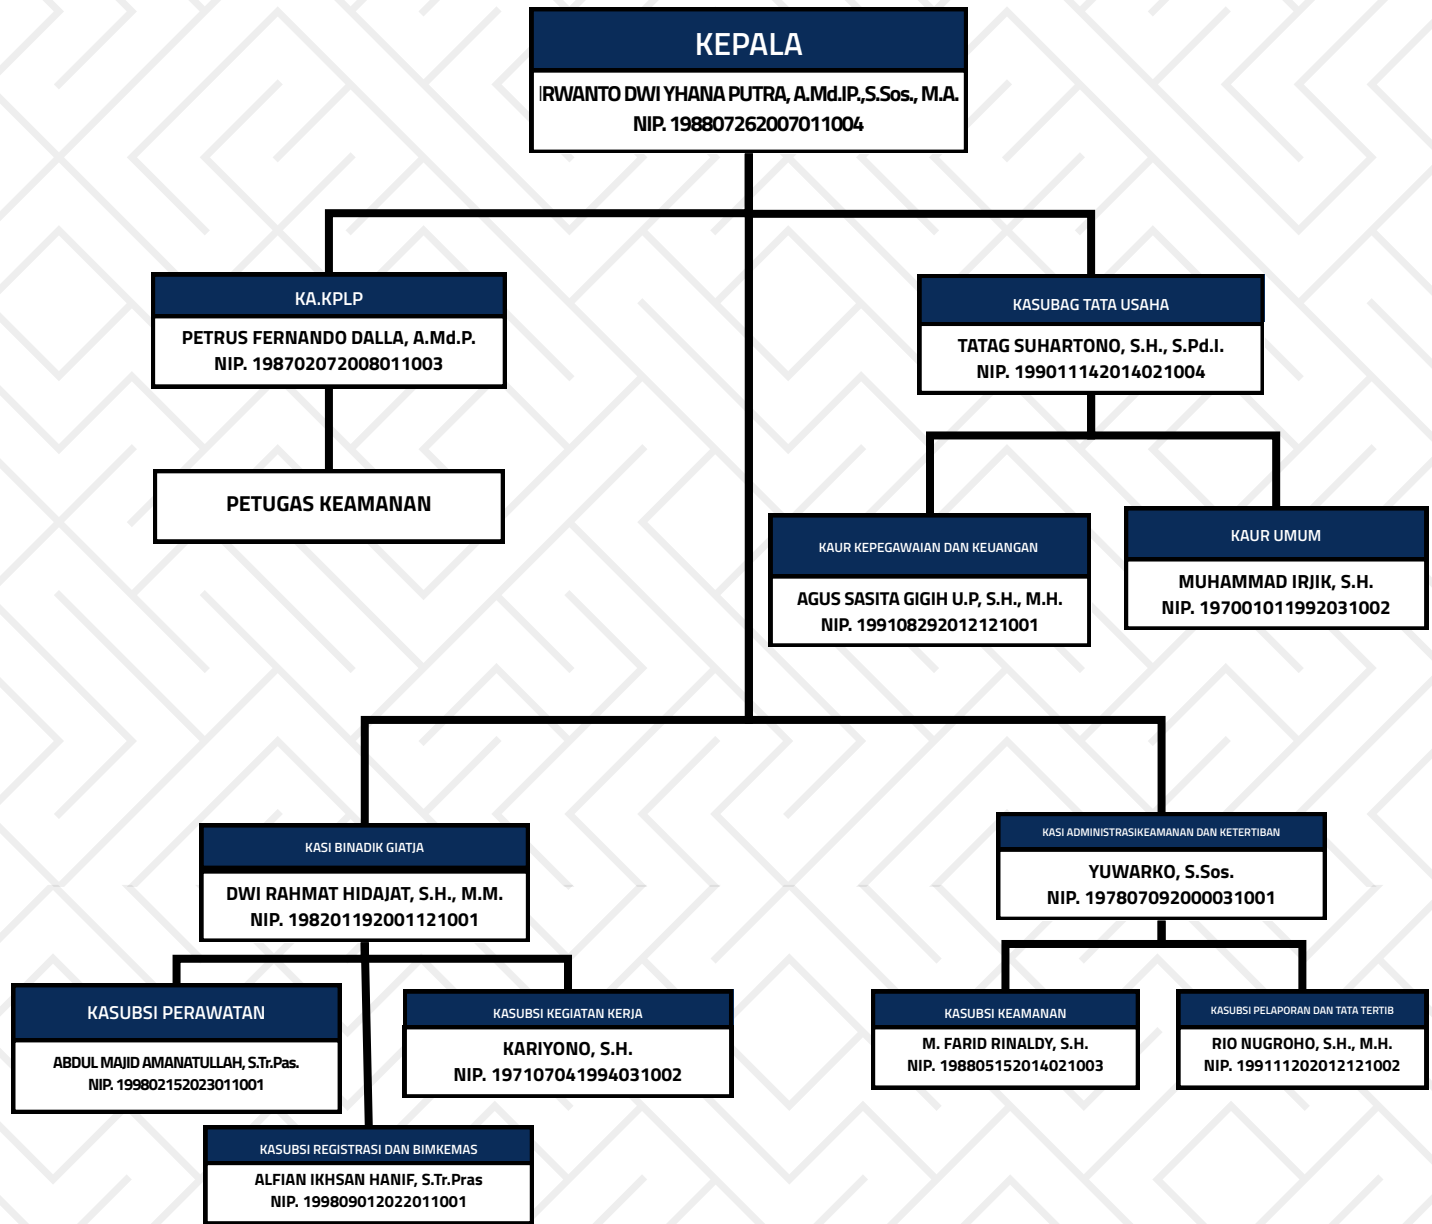 KEPALA
IRWANTO DWI YHANA PUTRA, A.Md.IP.,S.Sos., M.A.
NIP. 198807262007011004
KA.KPLP
PETRUS FERNANDO DALLA, A.Md.P.
NIP. 198702072008011003
PETUGAS KEAMANAN
KASUBAG TATA USAHA
TATAG SUHARTONO, S.H., S.Pd.I.
NIP. 199011142014021004
KAUR KEPEGAWAIAN DAN KEUANGAN
AGUS SASITA GIGIH U.P, S.H., M.H.
NIP. 199108292012121001
KAUR UMUM
MUHAMMAD IRJIK, S.H.
NIP. 197001011992031002
KASI BINADIK GIATJA
DWI RAHMAT HIDAJAT, S.H., M.M.
NIP. 198201192001121001
KASI ADMINISTRASIKEAMANAN DAN KETERTIBAN
YUWARKO, S.Sos.
NIP. 197807092000031001
KASUBSI PERAWATAN
ABDUL MAJID AMANATULLAH, S.Tr.Pas.
NIP. 199802152023011001
KASUBSI KEGIATAN KERJA
KARIYONO, S.H.
NIP. 197107041994031002
KASUBSI REGISTRASI DAN BIMKEMAS
ALFIAN IKHSAN HANIF, S.Tr.Pras
NIP. 199809012022011001
KASUBSI KEAMANAN
M. FARID RINALDY, S.H.
NIP. 198805152014021003
KASUBSI PELAPORAN DAN TATA TERTIB
RIO NUGROHO, S.H., M.H.
NIP. 199111202012121002